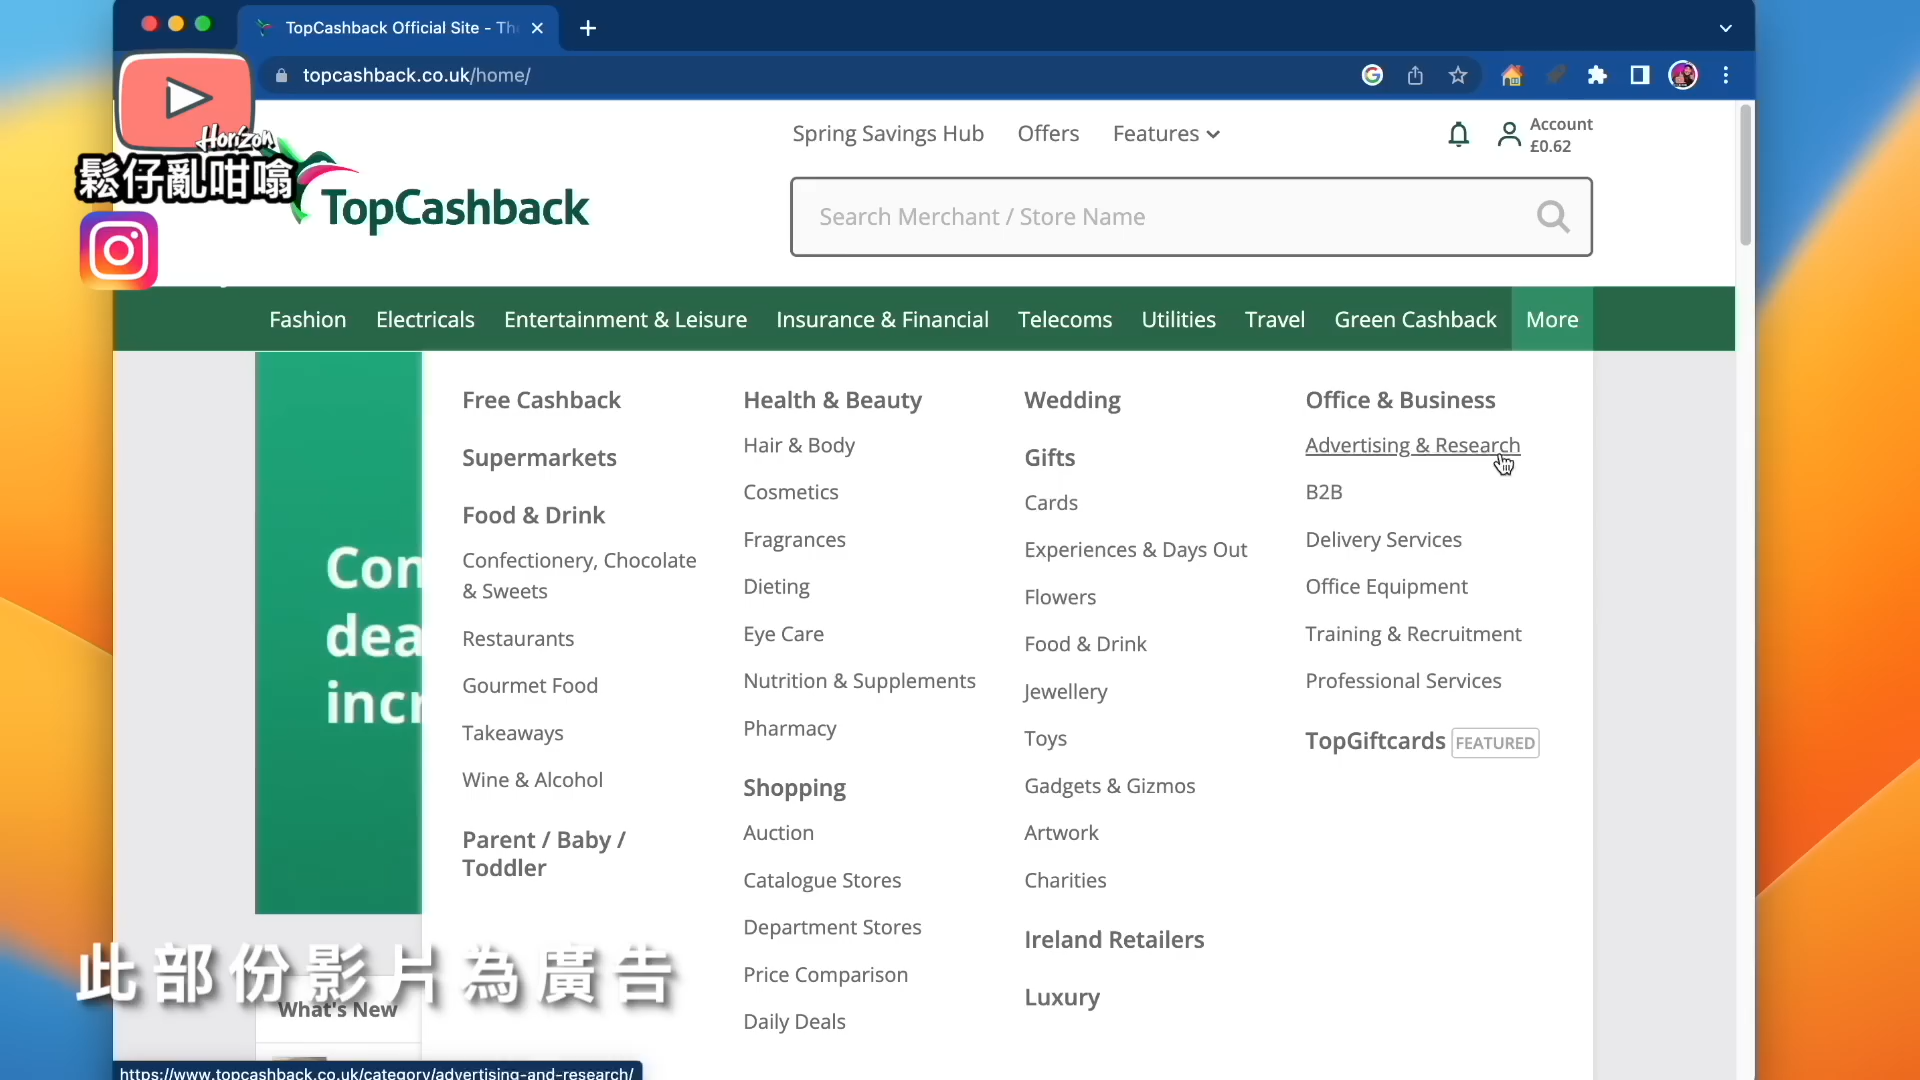 TopCashback Official Site - Th
topcashback.co.uk/home/
Horizon
鬆仔亂咁噏
TopCashback
Spring Savings Hub
Offers
Features
Account
£0.62
Search Merchant / Store Name
Fashion
Electricals
Entertainment & Leisure
Insurance & Financial
Telecoms
Utilities
Travel
Green Cashback
More
Con
dea
incr
Free Cashback
Supermarkets
Food & Drink
Confectionery, Chocolate
& Sweets
Restaurants
Gourmet Food
Takeaways
Wine & Alcohol
Parent / Baby /
Toddler
Health & Beauty
Hair & Body
Cosmetics
Fragrances
Dieting
Eye Care
Nutrition & Supplements
Pharmacy
Shopping
Auction
Catalogue Stores
Department Stores
Price Comparison
Daily Deals
Wedding
Gifts
Cards
Experiences & Days Out
Flowers
Food & Drink
Jewellery
Toys
Gadgets & Gizmos
Artwork
Charities
Ireland Retailers
Luxury
Office & Business
Advertising & Research
B2B
Delivery Services
Office Equipment
Training & Recruitment
Professional Services
TopGiftcards FEATURED
此部份影片為廣告
What's New
https://www.topcashback.co.uk/category/advertising-and-research/